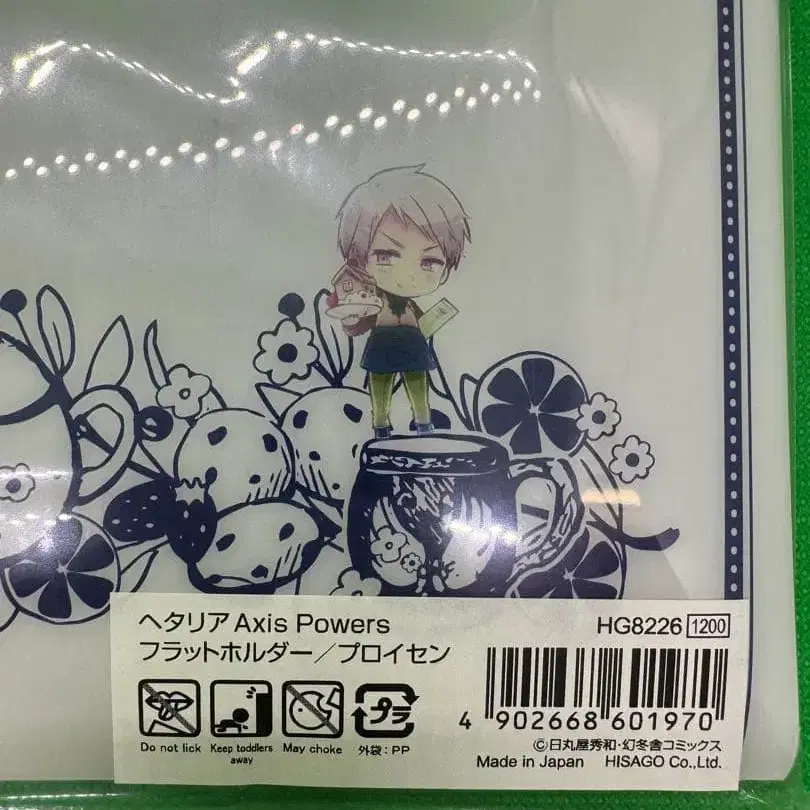 ヘタリア Axis Powers
HG8226 1200
フラットホルダー／プロイセン
Do not lick
Keep toddlers away
May choke
プラ
外袋：PP
4 902668 601970
©日丸屋秀和・幻冬舎コミックス
Made in Japan HISAGO Co.,Ltd.